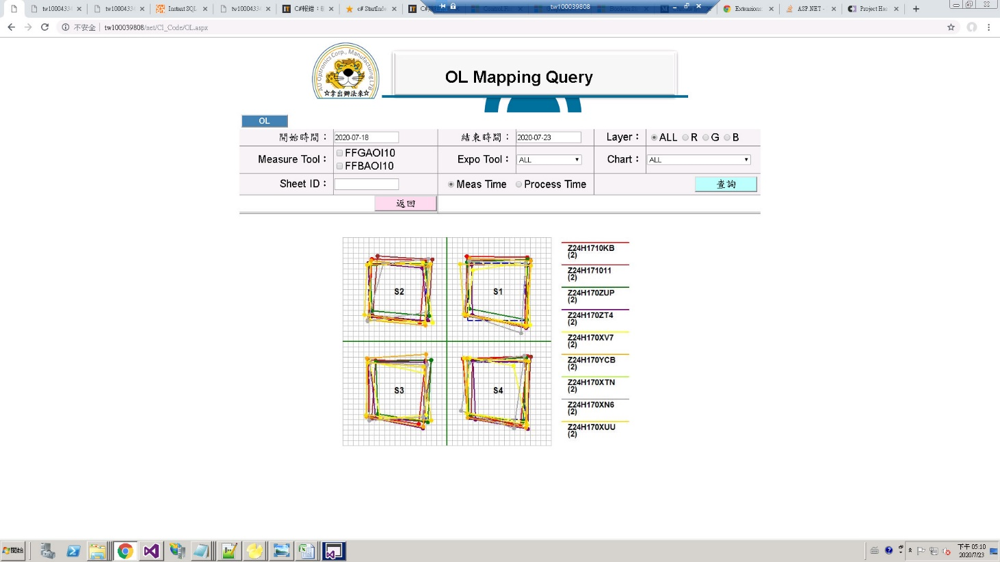 tw10004334
tw10004334
Instant SQL
tw10004334
C#報錯：
c# StartInde
C#
tw100039808
Extensions
ASP.NET -
Project Hos
不安全
tw100039808/net/CI_Code/OL.aspx
AU Optronics Corp., Manufacturing L7B
☆拿出辦法來☆
OL Mapping Query
OL
開始時間：
2020-07-18
結束時間：
2020-07-23
Layer：
ALL R G B
Measure Tool：
FFGAOI10
FFBAOI10
Expo Tool：
ALL
Chart：
ALL
Sheet ID：
Meas Time Process Time
查詢
返回
S2
S1
S3
S4
Z24H1710KB
(2)
Z24H171011
(2)
Z24H170ZUP
(2)
Z24H170ZT4
(2)
Z24H170XV7
(2)
Z24H170YCB
(2)
Z24H170XTN
(2)
Z24H170XN6
(2)
Z24H170XUU
(2)
開始
下午 05:10
2020/7/23